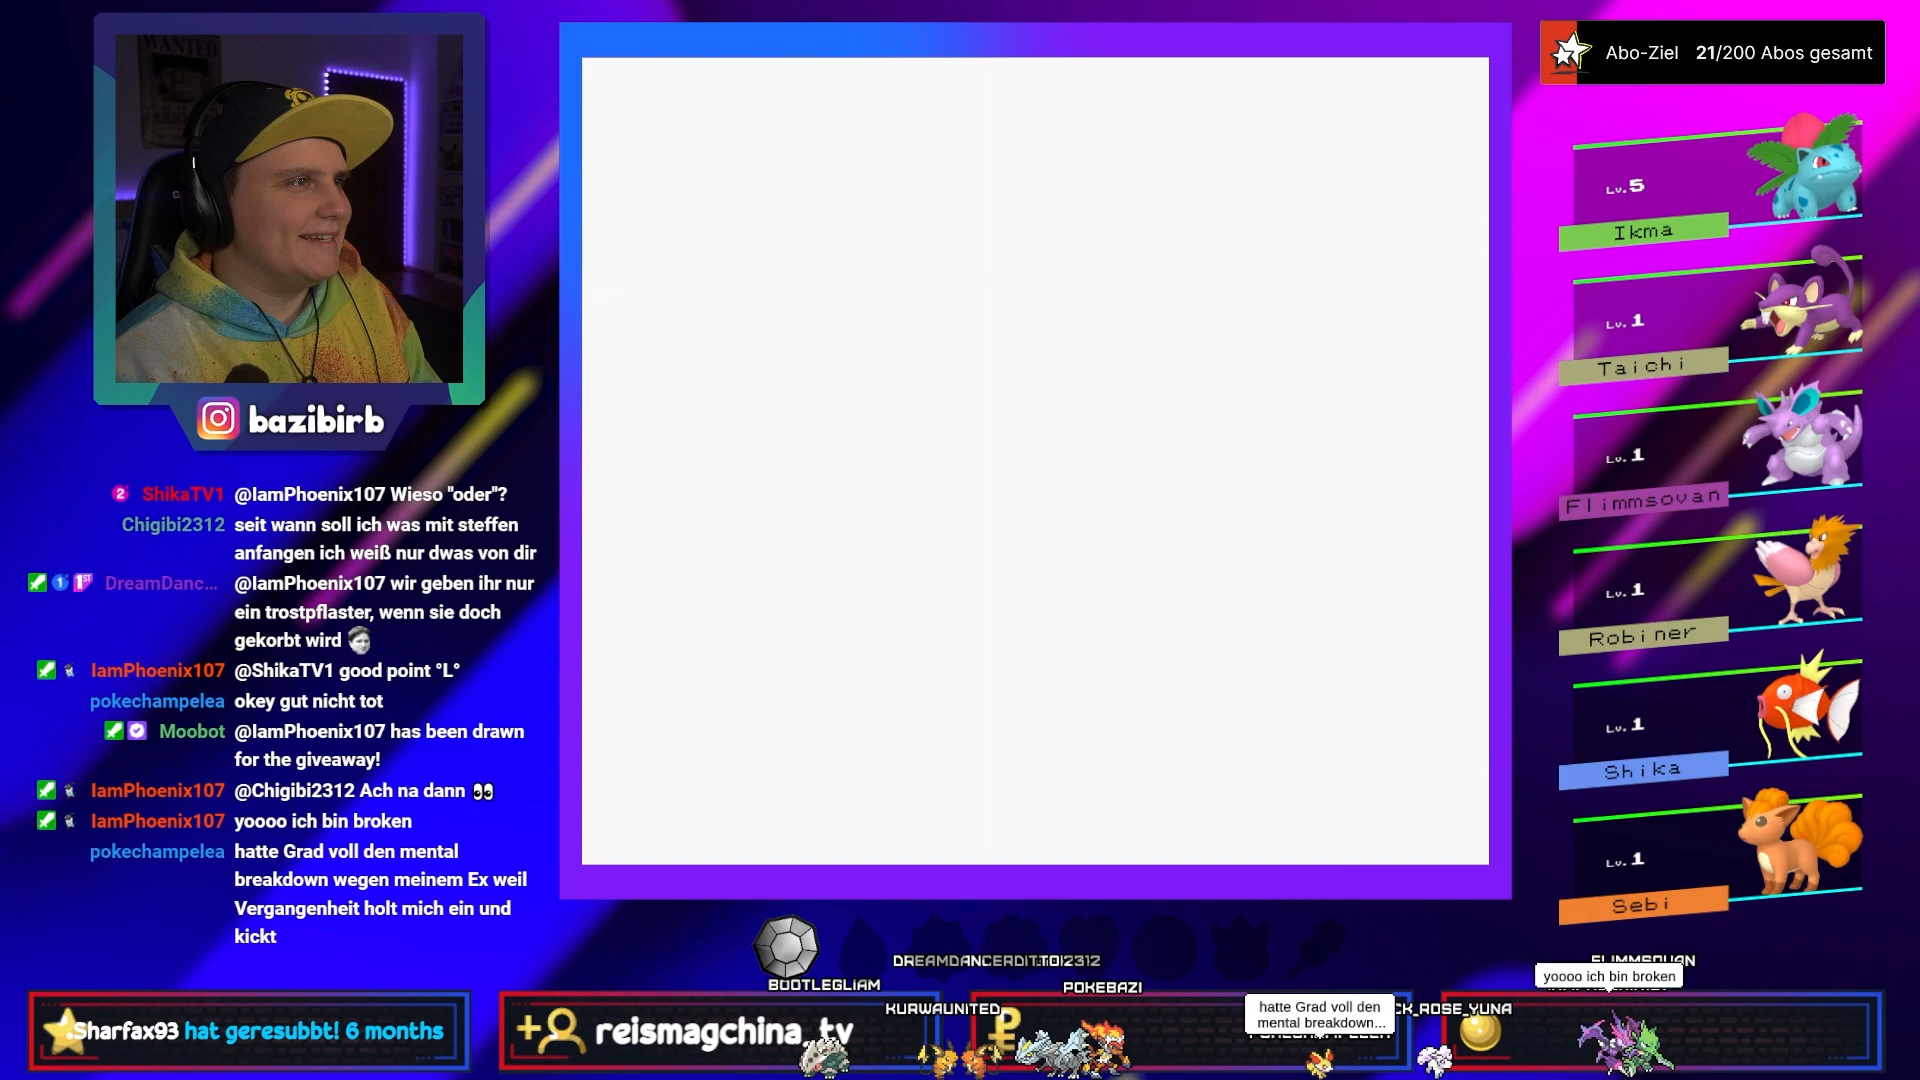 WANTED
bazibirb
ShikaTV1 @IamPhoenix107 Wieso "oder"?
Chigibi2312 seit wann soll ich was mit steffen
anfangen ich weiß nur dwas von dir
DreamDanc... @IamPhoenix107 wir geben ihr nur
ein trostpflaster, wenn sie doch
gekorbt wird
IamPhoenix107 @ShikaTV1 good point °L°
pokechampelea okey gut nicht tot
Moobot @IamPhoenix107 has been drawn
for the giveaway!
IamPhoenix107 @Chigibi2312 Ach na dann 👀
IamPhoenix107 yoooo ich bin broken
pokechampelea hatte Grad voll den mental
breakdown wegen meinem Ex weil
Vergangenheit holt mich ein und
kickt
Abo-Ziel 21/200 Abos gesamt
Lv.5
Ikma
Lv.1
Taichi
Lv.1
Flimmsovan
Lv.1
Robiner
Lv.1
Shika
Lv.1
Sebi
BOOTLEGLIAM
POKEBAZI
FLIMMSOVAN
yoooo ich bin broken
KURWAUNITED
hatte Grad voll den
mental breakdown...
CK_ROSE_YUNA
Sharfax93 hat geresubbt! 6 months
reismagchina_tv